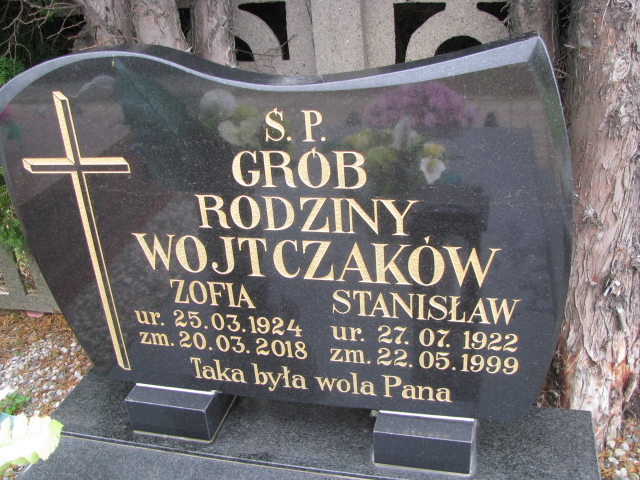 Ś. P.
GRÓB
RODZINY
WOJTCZAKÓW
ZOFIA
ur. 25.03.1924
zm. 20.03.2018
STANISŁAW
ur. 27.07.1922
zm. 22.05.1999
Taka była wola Pana